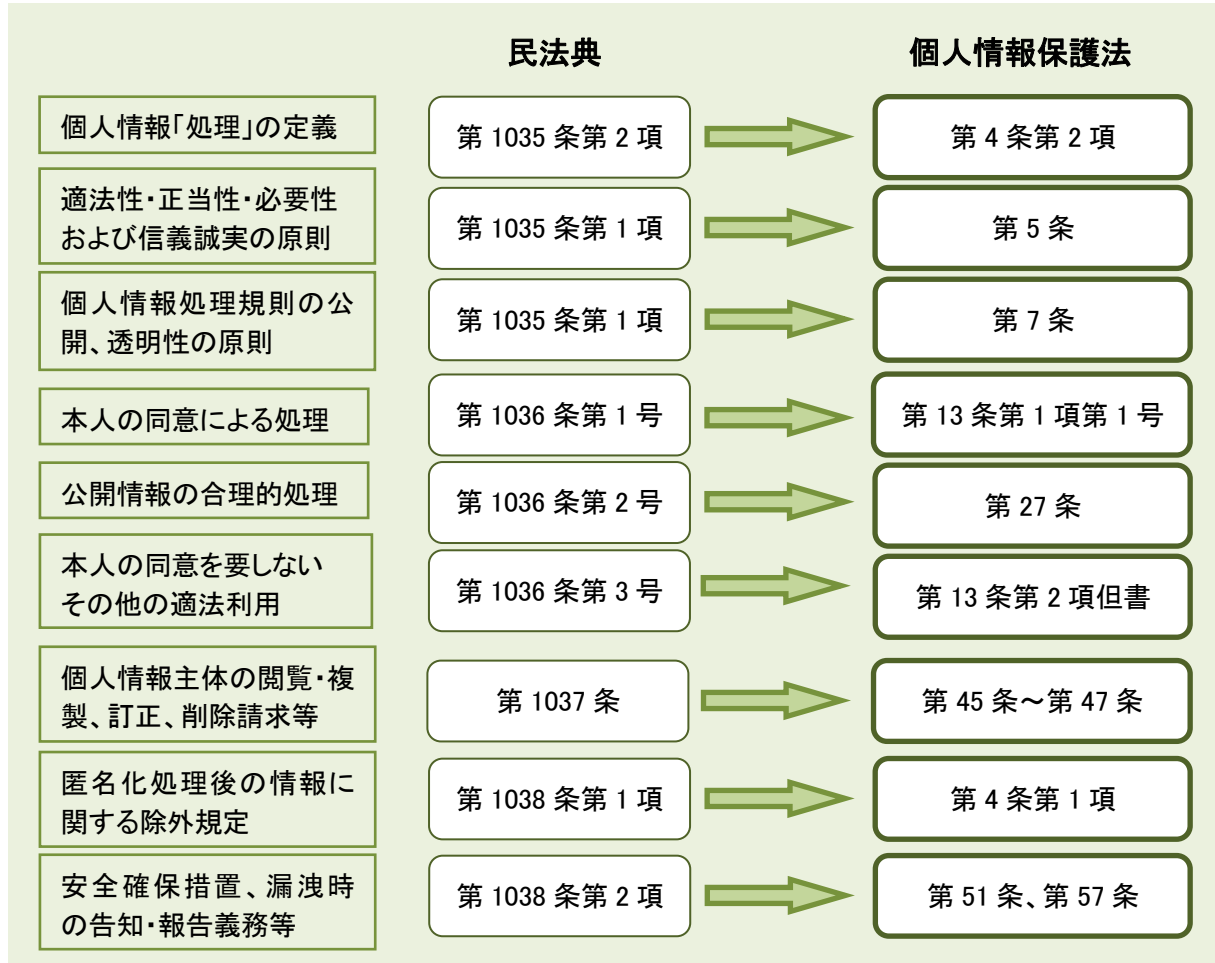 民法典 個人情報保護法
個人情報「処理」の定義 第 1035 条第 2 項 第 4 条第 2 項
適法性・正当性・必要性
および信義誠実の原則 第 1035 条第 1 項 第 5 条
個人情報処理規則の公
開、透明性の原則 第 1035 条第 1 項 第 7 条
本人の同意による処理 第 1036 条第 1 号 第 13 条第 1 項第 1 号
公開情報の合理的処理 第 1036 条第 2 号 第 27 条
本人の同意を要しない
その他の適法利用 第 1036 条第 3 号 第 13 条第 2 項但書
個人情報主体の閲覧・複
製、訂正、削除請求等 第 1037 条 第 45 条～第 47 条
匿名化処理後の情報に
関する除外規定 第 1038 条第 1 項 第 4 条第 1 項
安全確保措置、漏洩時
の告知・報告義務等 第 1038 条第 2 項 第 51 条、第 57 条